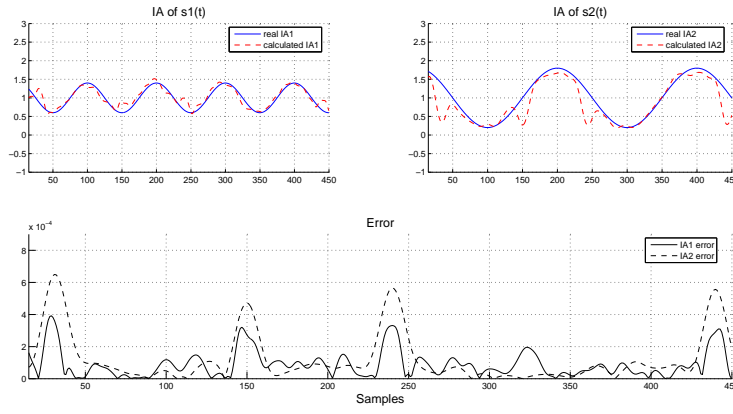 IA of s1(t)
3
2.5
2
1.5
1
0.5
0
−0.5
−1
50 100 150 200 250 300 350 400 450
real IA1
calculated IA1
IA of s2(t)
3
2.5
2
1.5
1
0.5
0
−0.5
−1
50 100 150 200 250 300 350 400 450
real IA2
calculated IA2
Error
x 10⁻⁴
8
6
4
2
0
50 100 150 200 250 300 350 400 450
IA1 error
IA2 error
Samples